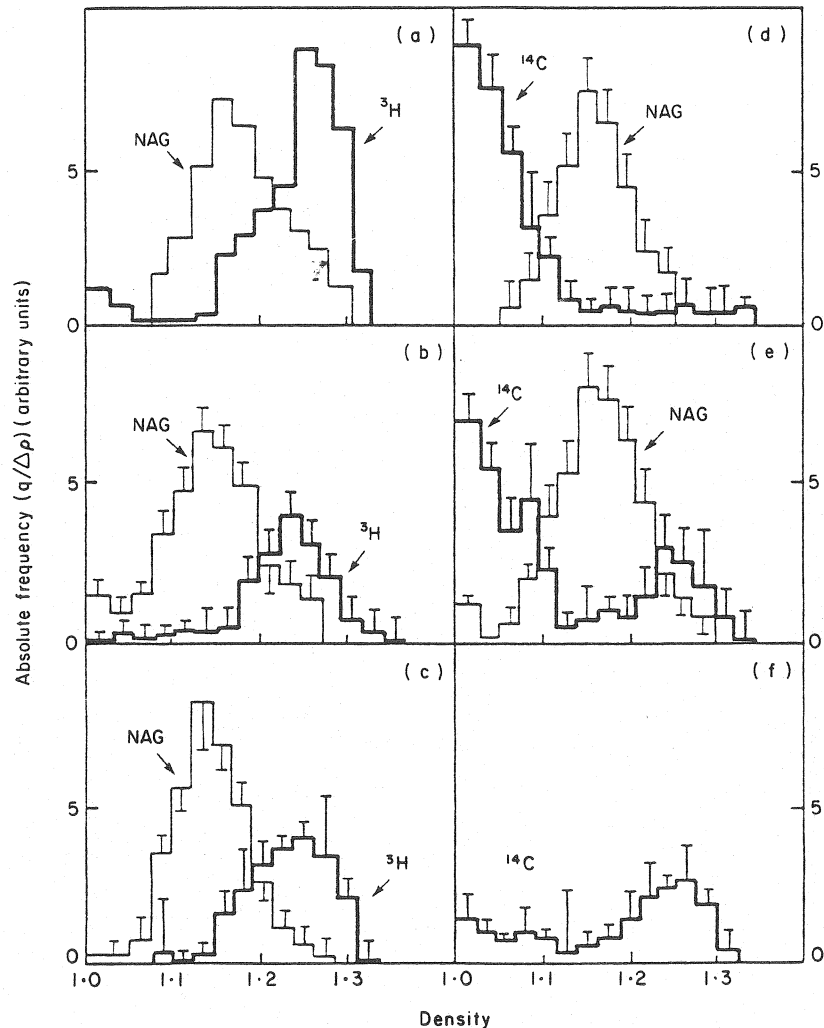 Absolute frequency (q/Δρ) (arbitrary units)
(a)
NAG
³H
5
0
(d)
¹⁴C
NAG
5
0
(b)
NAG
³H
5
0
(e)
¹⁴C
NAG
5
0
(c)
NAG
³H
5
0
1·0
1·1
1·2
1·3
(f)
¹⁴C
5
0
1·0
1·1
1·2
1·3
Density